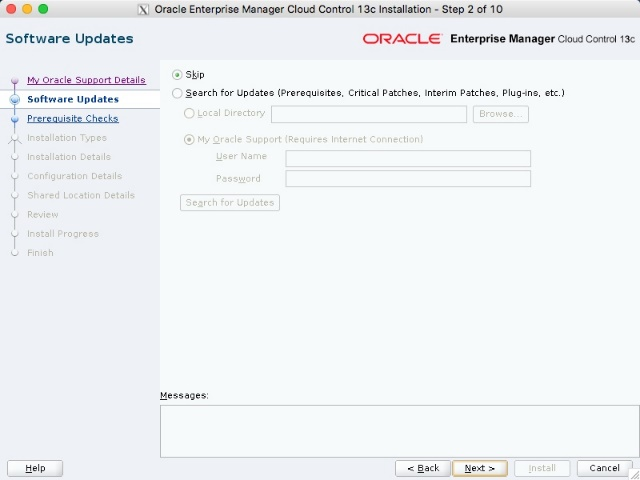 Oracle Enterprise Manager Cloud Control 13c Installation - Step 2 of 10
Software Updates
ORACLE Enterprise Manager Cloud Control 13c
My Oracle Support Details
Software Updates
Prerequisite Checks
Installation Types
Installation Details
Configuration Details
Shared Location Details
Review
Install Progress
Finish
Skip
Search for Updates (Prerequisites, Critical Patches, Interim Patches, Plug-ins, etc.)
Local Directory
Browse...
My Oracle Support (Requires Internet Connection)
User Name
Password
Search for Updates
Messages:
Help
< Back
Next >
Install
Cancel